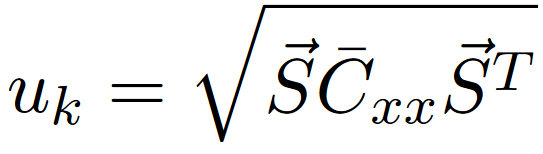 $u_k = \sqrt{\vec{S} \bar{C}_{xx} \vec{S}^T}$